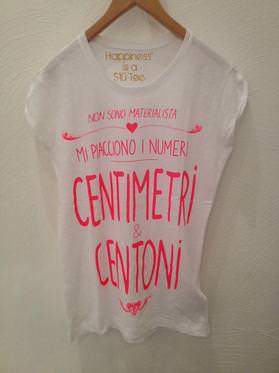 Happiness
is a
$10 Tee
NON SONO MATERIALISTA
MI PIACCIONO I NUMERI
CENTIMETRI
&
CENTONI